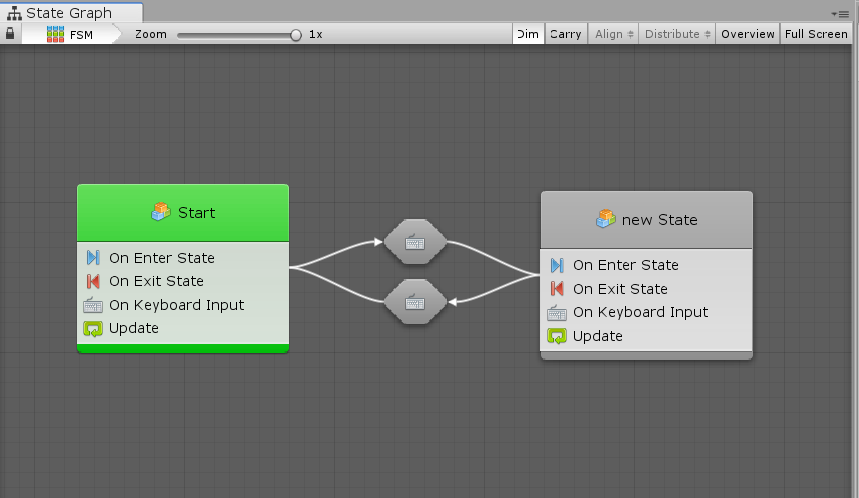 State Graph
FSM Zoom 1x Dim Carry Align Distribute Overview Full Screen
Start
On Enter State
On Exit State
On Keyboard Input
Update
new State
On Enter State
On Exit State
On Keyboard Input
Update